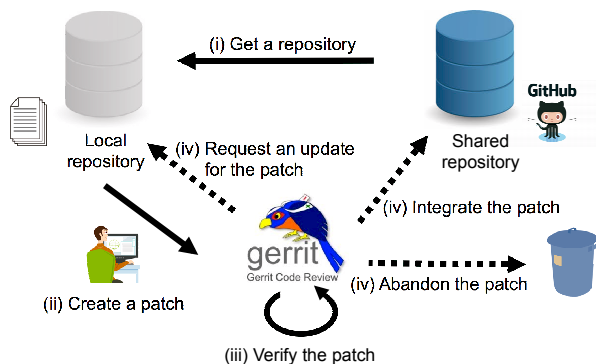 (i) Get a repository
GitHub
Local
repository
Shared
repository
(iv) Request an update
for the patch
(iv) Integrate the patch
gerrit
Gerrit Code Review
(ii) Create a patch
(iv) Abandon the patch
(iii) Verify the patch